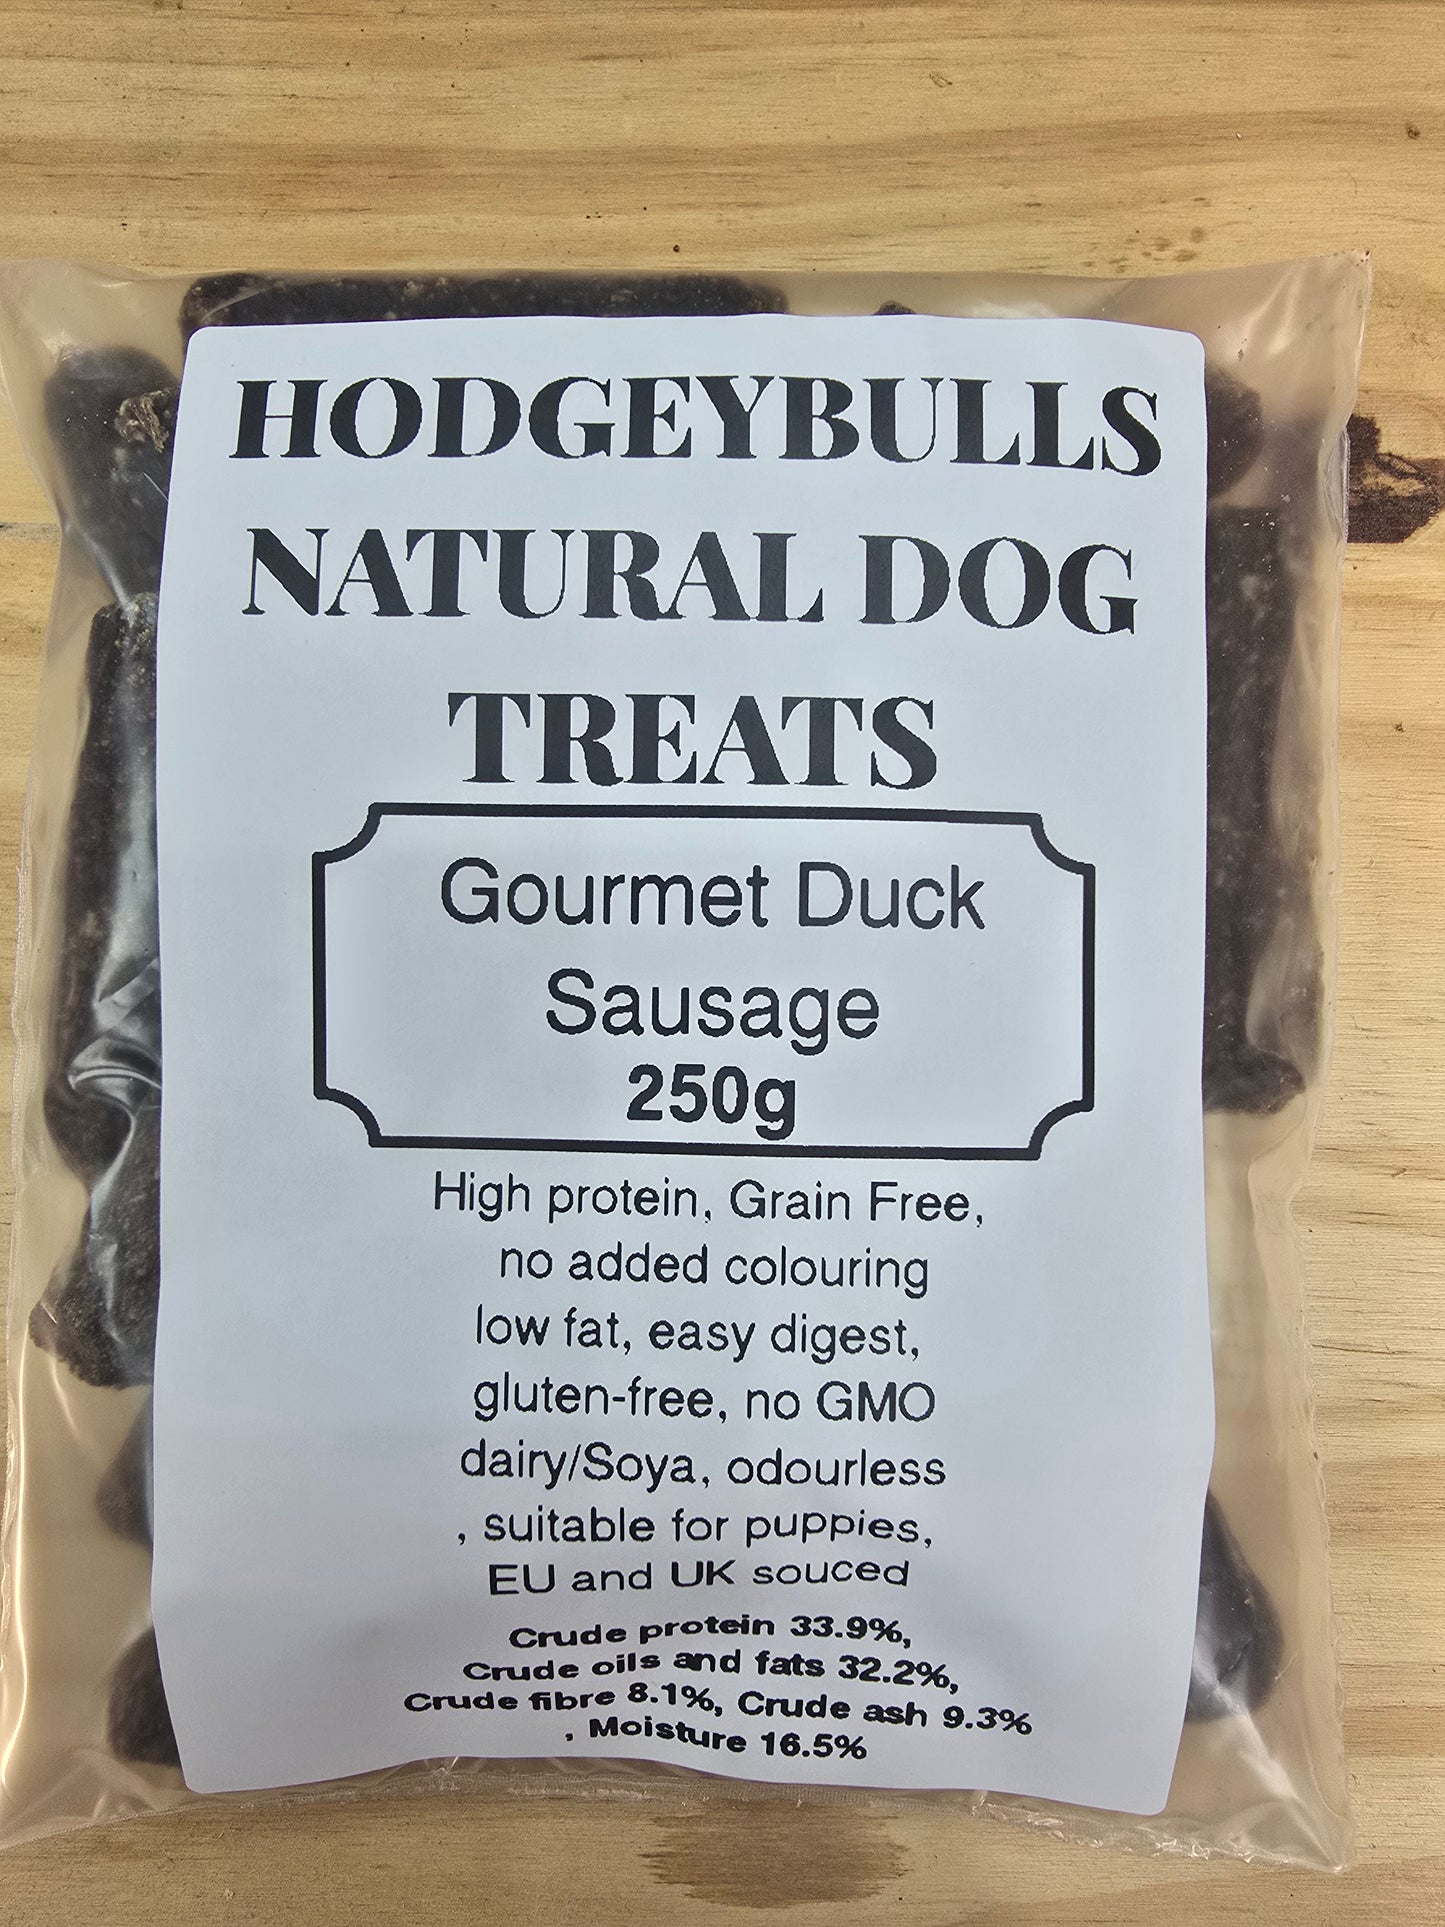 HODGEYBULLS
NATURAL DOG
TREATS
Gourmet Duck
Sausage
250g
High protein, Grain Free,
no added colouring
low fat, easy digest,
gluten-free, no GMO
dairy/Soya, odourless
, suitable for puppies,
EU and UK souced
Crude protein 33.9%,
Crude oils and fats 32.2%,
Crude fibre 8.1%, Crude ash 9.3%
, Moisture 16.5%